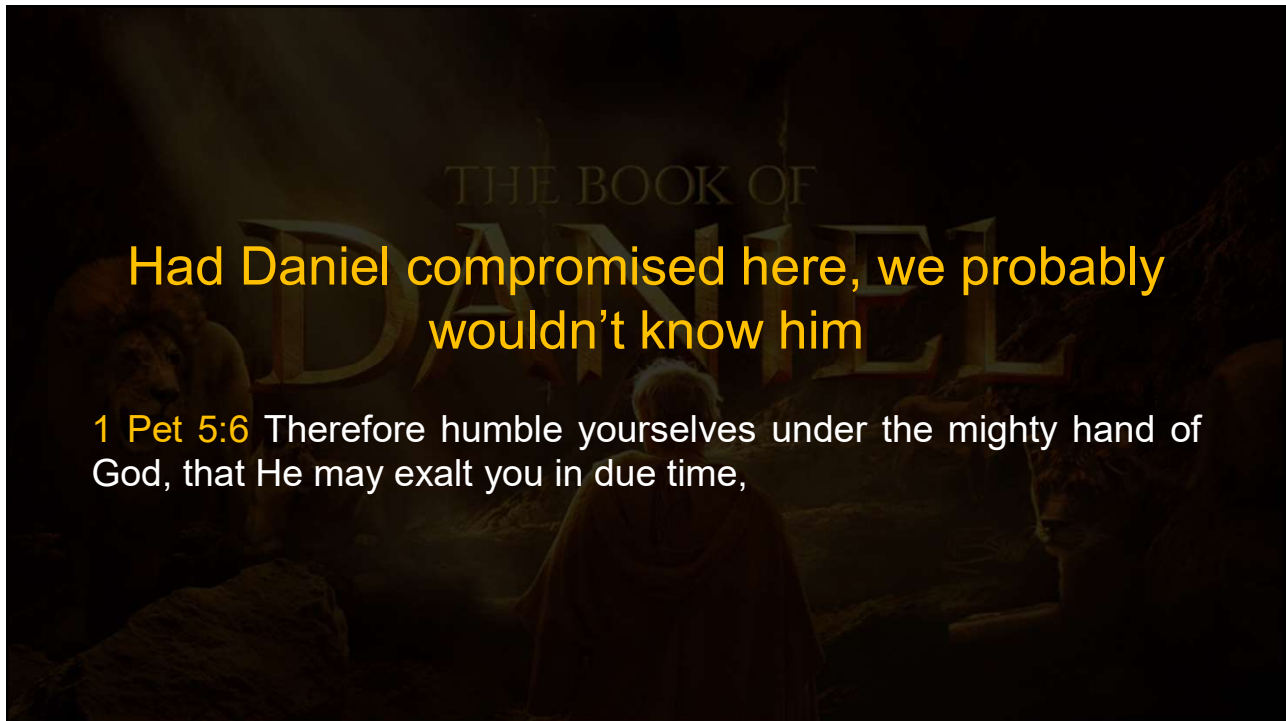 THE BOOK OF
DANIEL
Had Daniel compromised here, we probably
wouldn’t know him
1 Pet 5:6 Therefore humble yourselves under the mighty hand of
God, that He may exalt you in due time,